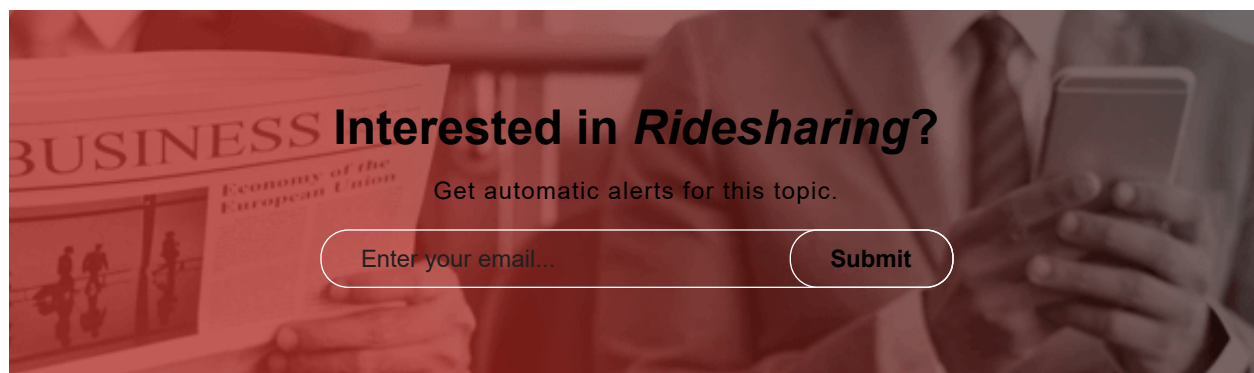 BUSINESS
Economy of the
European Union
Interested in Ridesharing?
Get automatic alerts for this topic.
Enter your email...
Submit